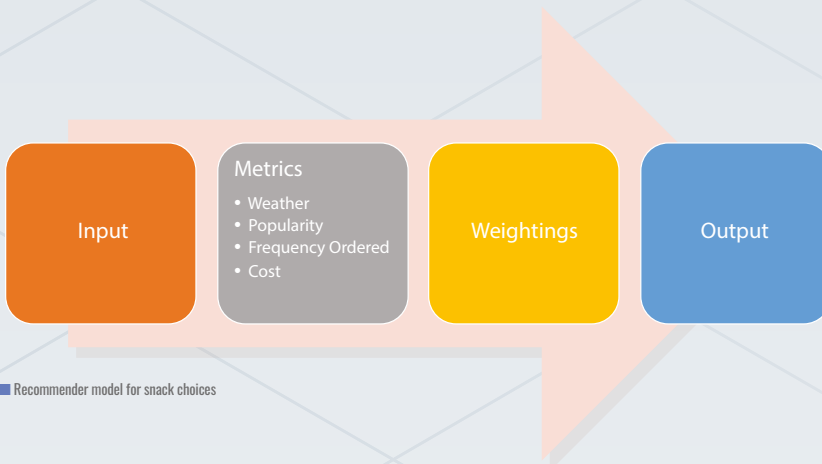 Input
Metrics
• Weather
• Popularity
• Frequency Ordered
• Cost
Weightings
Output
Recommender model for snack choices